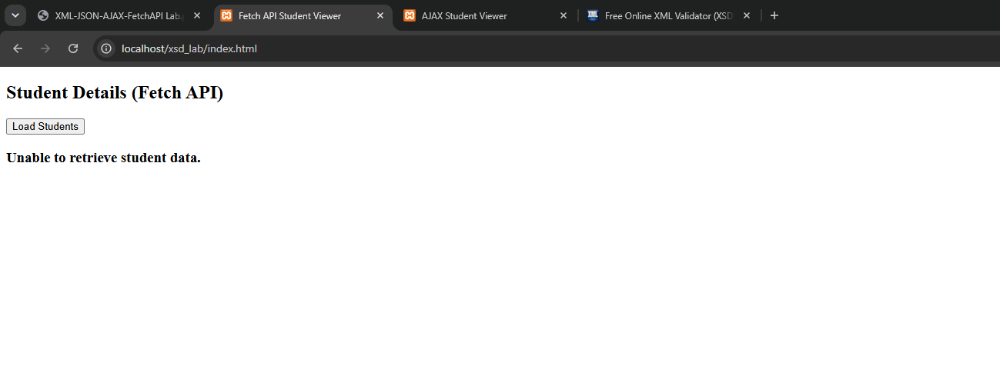 XML-JSON-AJAX-FetchAPI Lab.
Fetch API Student Viewer
AJAX Student Viewer
Free Online XML Validator (XSD
localhost/xsd_lab/index.html
Student Details (Fetch API)
Load Students
Unable to retrieve student data.